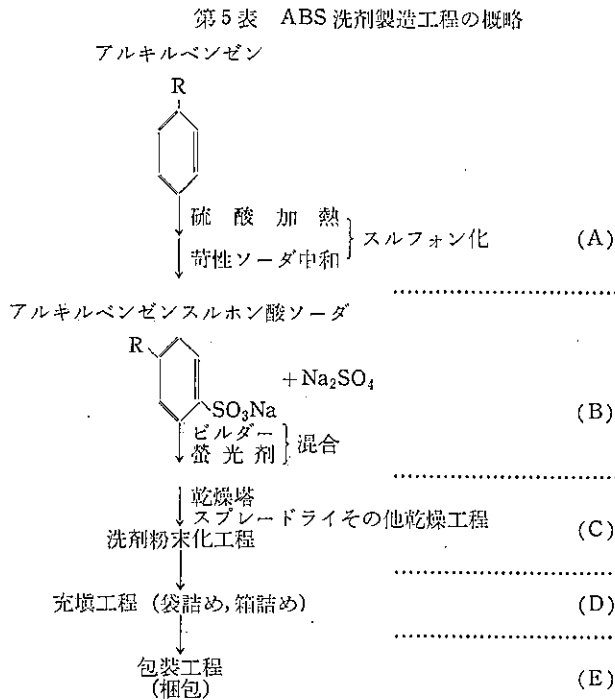 第5表 ABS洗剤製造工程の概略
アルキルベンゼン
R
硫酸加熱
苛性ソーダ中和
スルフォン化
(A)
アルキルベンゼンスルホン酸ソーダ
R
+Na₂SO₄
SO₃Na
(B)
ビルダー
螢光剤
混合
乾燥塔
スプレードライその他乾燥工程
(C)
洗剤粉末化工程
充塡工程(袋詰め,箱詰め)
(D)
包装工程
(梱包)
(E)